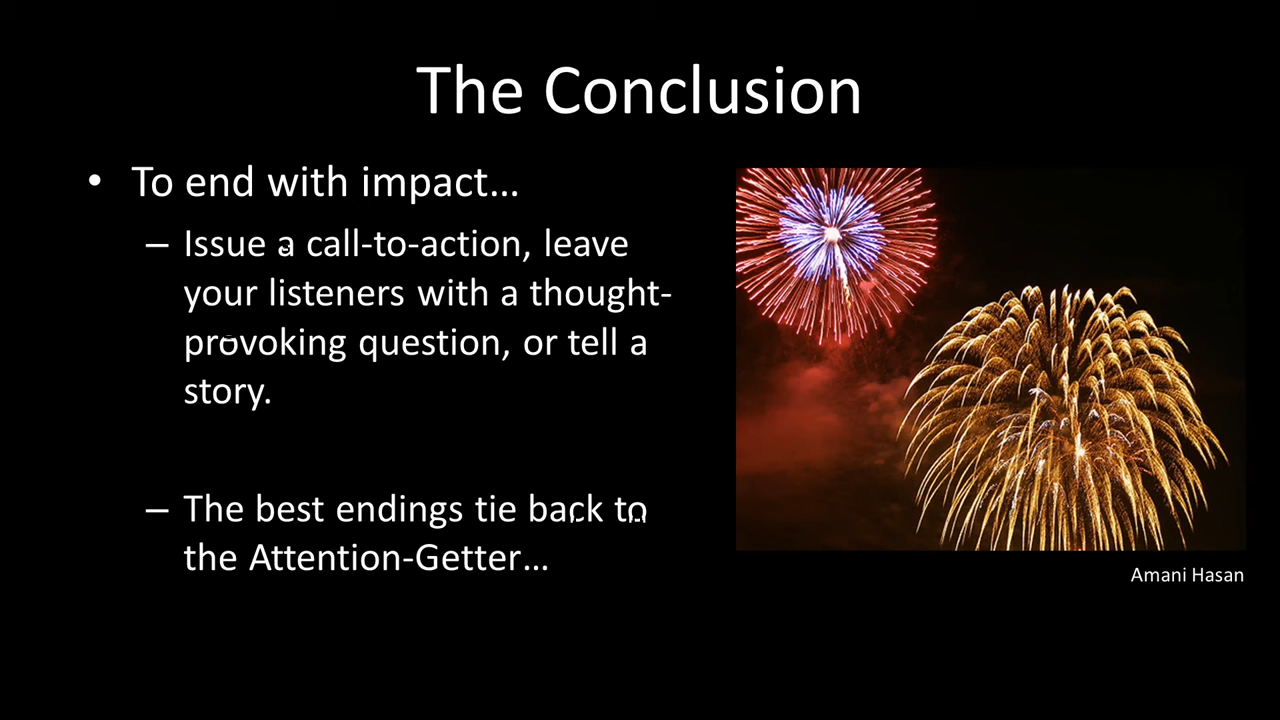 The Conclusion
• To end with impact…
– Issue a call-to-action, leave
your listeners with a thought-
provoking question, or tell a
story.
– The best endings tie back to
the Attention-Getter…
Amani Hasan